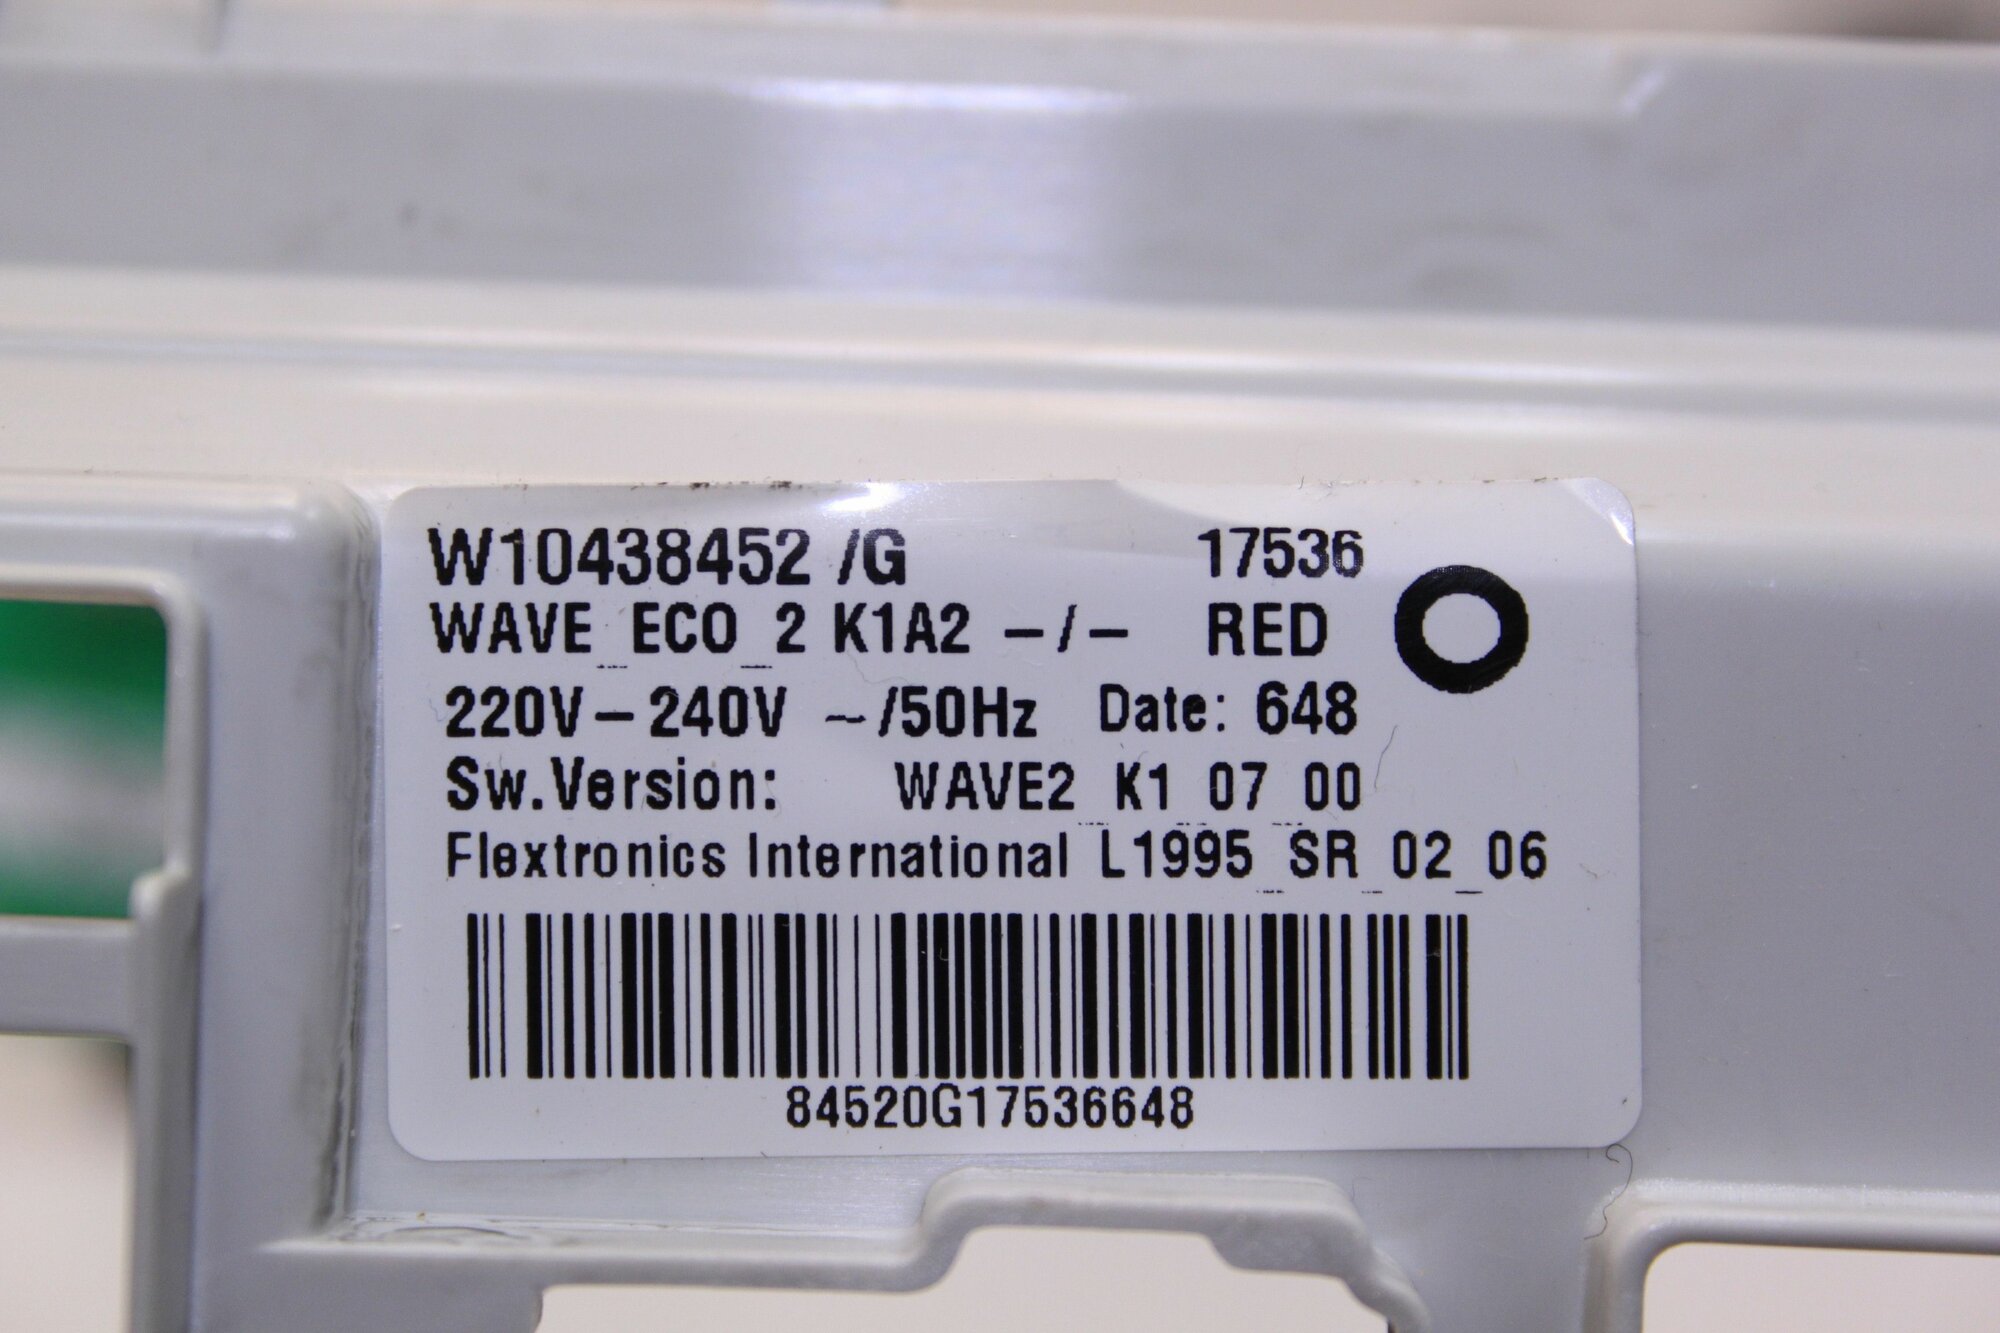 W10438452 /G 17536
WAVE_ECO_2 K1A2 -/- RED
220V-240V ~/50Hz Date: 648
Sw.Version: WAVE2_K1_07_00
Flextronics International L1995_SR_02_06
84520G17536648